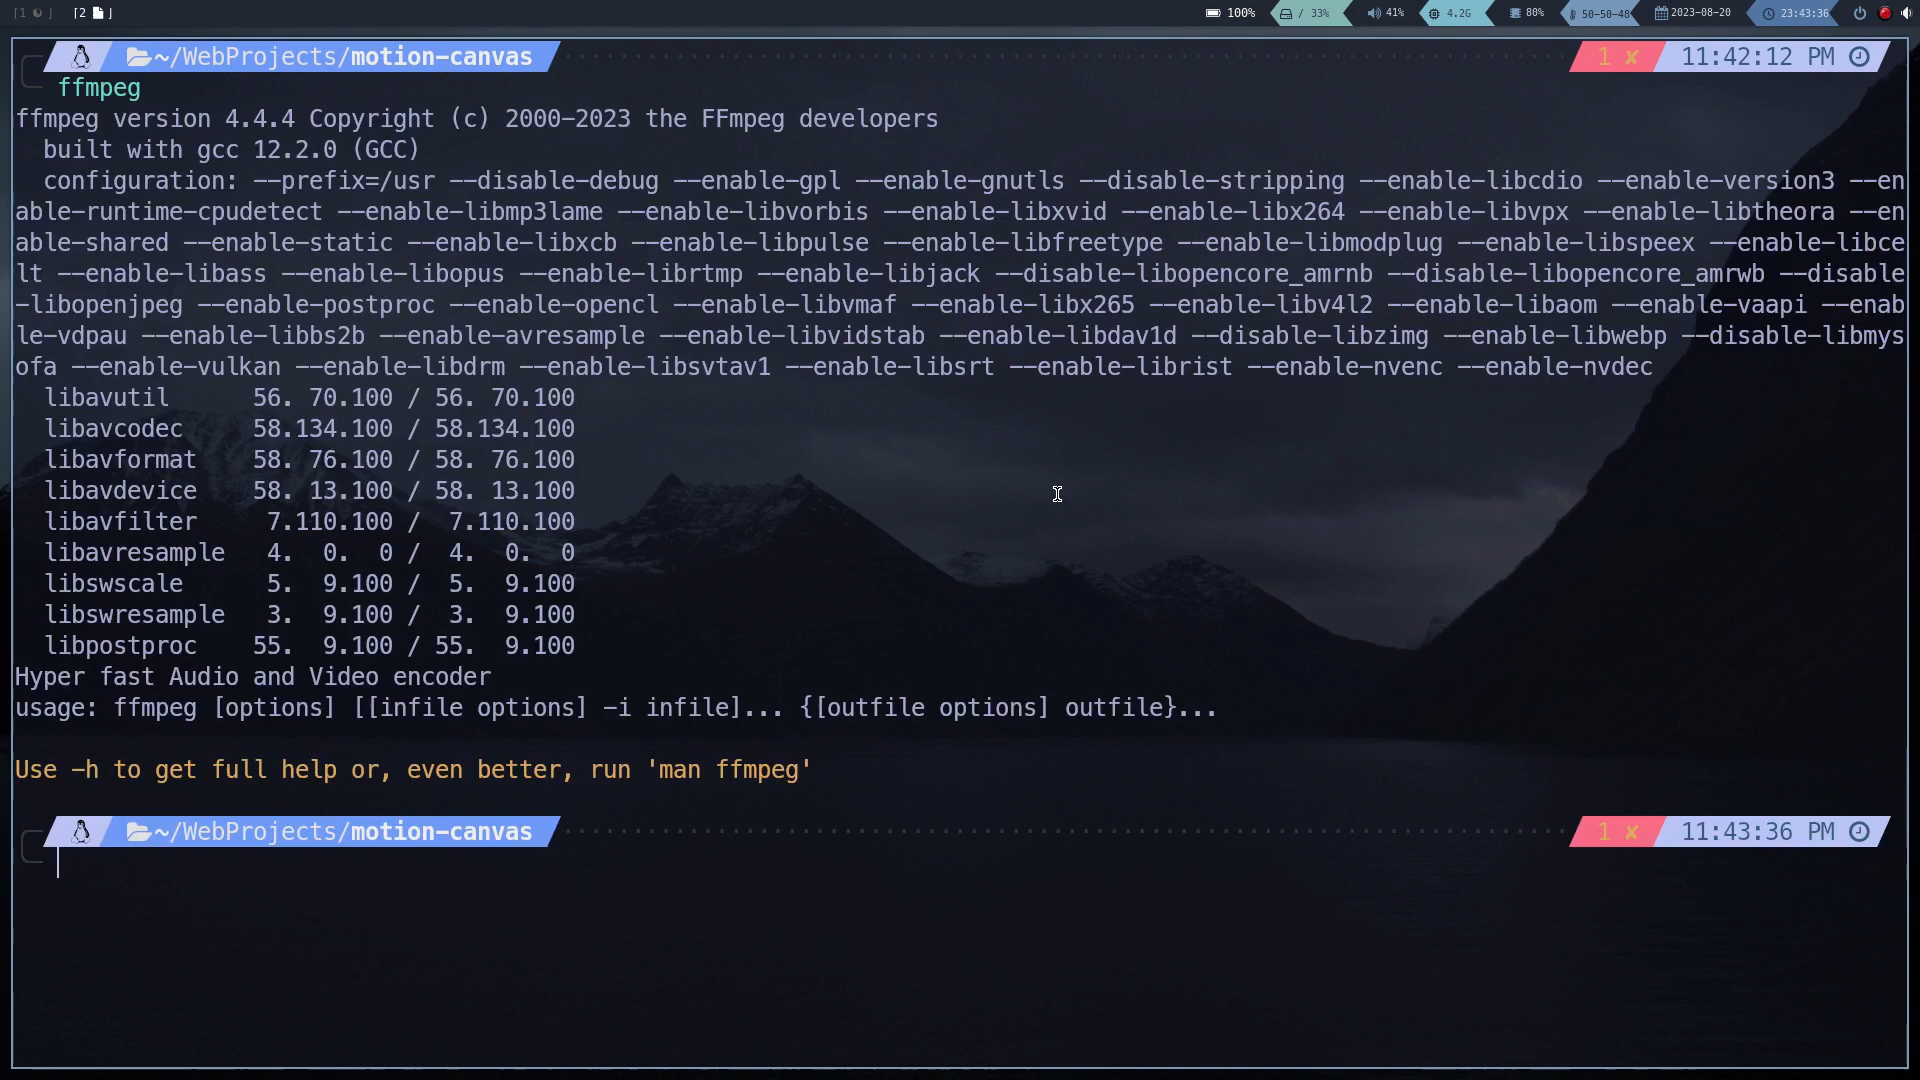 [1 ] [2 ] 100% / 33% 41% 4.2G 80% 50-50-48 2023-08-20 23:43:36
~/WebProjects/motion-canvas 1 ✘ 11:42:12 PM
ffmpeg
ffmpeg version 4.4.4 Copyright (c) 2000-2023 the FFmpeg developers
built with gcc 12.2.0 (GCC)
configuration: --prefix=/usr --disable-debug --enable-gpl --enable-gnutls --disable-stripping --enable-libcdio --enable-version3 --en
able-runtime-cpudetect --enable-libmp3lame --enable-libvorbis --enable-libxvid --enable-libx264 --enable-libvpx --enable-libtheora --en
able-shared --enable-static --enable-libxcb --enable-libpulse --enable-libfreetype --enable-libmodplug --enable-libspeex --enable-libce
lt --enable-libass --enable-libopus --enable-librtmp --enable-libjack --disable-libopencore_amrnb --disable-libopencore_amrwb --disable
-libopenjpeg --enable-postproc --enable-opencl --enable-libvmaf --enable-libx265 --enable-libv4l2 --enable-libaom --enable-vaapi --enab
le-vdpau --enable-libbs2b --enable-avresample --enable-libvidstab --enable-libdav1d --disable-libzimg --enable-libwebp --disable-libmys
ofa --enable-vulkan --enable-libdrm --enable-libsvtav1 --enable-libsrt --enable-librist --enable-nvenc --enable-nvdec
libavutil      56. 70.100 / 56. 70.100
libavcodec     58.134.100 / 58.134.100
libavformat    58. 76.100 / 58. 76.100
libavdevice    58. 13.100 / 58. 13.100
libavfilter     7.110.100 /  7.110.100
libavresample   4.  0.  0 /  4.  0.  0
libswscale      5.  9.100 /  5.  9.100
libswresample   3.  9.100 /  3.  9.100
libpostproc    55.  9.100 / 55.  9.100
Hyper fast Audio and Video encoder
usage: ffmpeg [options] [[infile options] -i infile]... {[outfile options] outfile}...
Use -h to get full help or, even better, run 'man ffmpeg'
~/WebProjects/motion-canvas 1 ✘ 11:43:36 PM